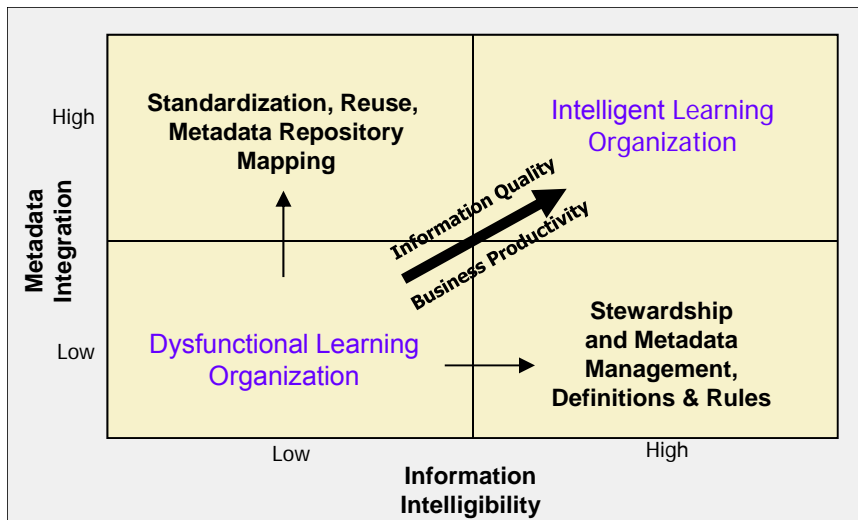 Standardization, Reuse,
Metadata Repository
Mapping
Intelligent Learning
Organization
High
Metadata
Integration
Information Quality
Business Productivity
Low
Dysfunctional Learning
Organization
Stewardship
and Metadata
Management,
Definitions & Rules
Low
High
Information
Intelligibility